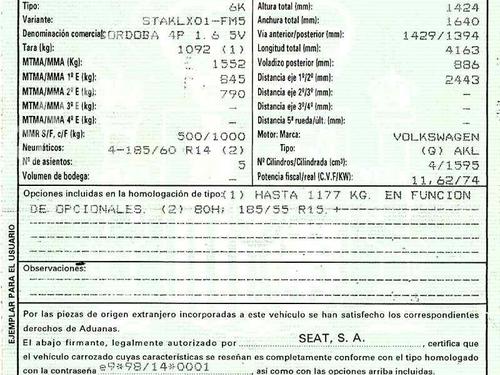 Tipo: 6K Altura total (mm): 1424
Variante: STAKLX01-FM5 Anchura total (mm): 1640
Denominación comercial: CORDOBA 4P 1.6 5V Vía anterior/posterior (mm): 1429/1394
Tara (kg): 1092 (1) Longitud total (mm): 4163
MTMA/MMA (Kg): 1552 Voladizo posterior (mm): 886
MTMA/MMA 1º E (kg): 845 Distancia eje 1º/2º (mm): 2443
MTMA/MMA 2º E (kg): 790 Distancia eje 2º/3º (mm): —
MTMA/MMA 3º E (kg): — Distancia eje 3º/4º (mm): —
MTMA/MMA 4º E (kg): — Distancia 5ª rueda/últ. (mm): —
MMR S/F, c/F (kg): 500/1000 Motor: Marca: VOLKSWAGEN
Neumáticos: 4-185/60 R14 (2) Tipo: (G) AKL
Nº de asientos: 5 Nº Cilindros/Cilindrada (cm³): 4/1595
Volumen de bodega: — Potencia fiscal/real (C.V.F/KW): 11,62/74
Opciones incluidas en la homologación de tipo: (1) HASTA 1177 KG. EN FUNCION
DE OPCIONALES. (2) 80H; 185/55 R15 +
Observaciones:
EJEMPLAR PARA EL USUARIO
Por las piezas de origen extranjero incorporadas a este vehículo se han satisfecho los correspondientes
derechos de Aduanas.
El abajo firmante, legalmente autorizado por SEAT, S. A. , certifica que
el vehículo carrozado cuyas características se reseñan es completamente conforme con el tipo homologado
con la contraseña e9*98/14*0001 , así como con las opciones arriba incluidas.